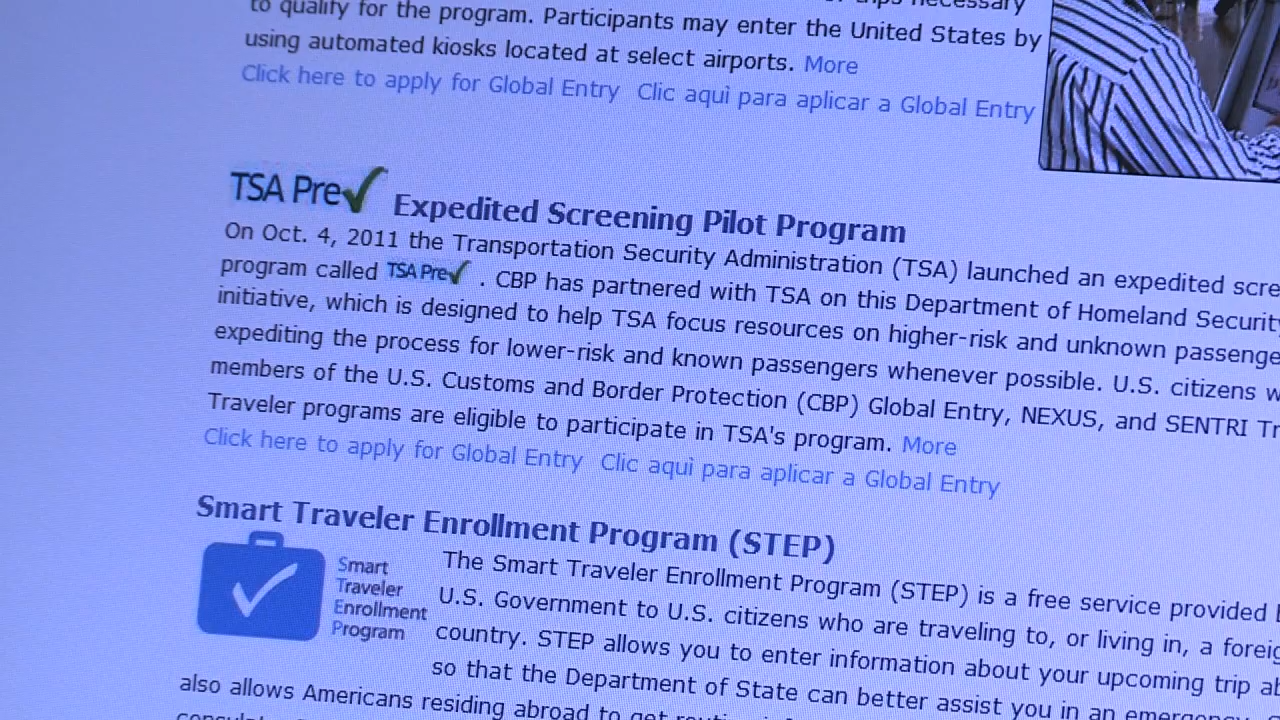 necessary
to qualify for the program. Participants may enter the United States by
using automated kiosks located at select airports. More
Click here to apply for Global Entry Clic aquì para aplicar a Global Entry
TSA Pre✓ Expedited Screening Pilot Program
On Oct. 4, 2011 the Transportation Security Administration (TSA) launched an expedited scre
program called TSA Pre✓ . CBP has partnered with TSA on this Department of Homeland Security
initiative, which is designed to help TSA focus resources on higher-risk and unknown passenge
expediting the process for lower-risk and known passengers whenever possible. U.S. citizens w
members of the U.S. Customs and Border Protection (CBP) Global Entry, NEXUS, and SENTRI Tr
Traveler programs are eligible to participate in TSA's program. More
Click here to apply for Global Entry Clic aquì para aplicar a Global Entry
Smart Traveler Enrollment Program (STEP)
Smart
Traveler
Enrollment
Program
The Smart Traveler Enrollment Program (STEP) is a free service provided
U.S. Government to U.S. citizens who are traveling to, or living in, a foreig
country. STEP allows you to enter information about your upcoming trip ab
so that the Department of State can better assist you in an emergency.
also allows Americans residing abroad to get